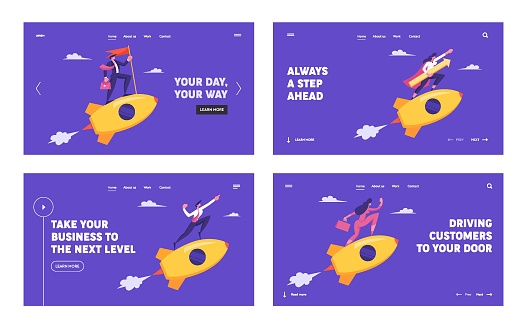 Home About us Work Contact
YOUR DAY,
YOUR WAY
LEARN MORE
Home About us Work Contact
ALWAYS
A STEP
AHEAD
LEARN MORE
PREV NEXT
Home About us Work Contact
TAKE YOUR
BUSINESS TO
THE NEXT LEVEL
LEARN MORE
Home About us Work Contact
DRIVING
CUSTOMERS
TO YOUR DOOR
Read more
Prev Next